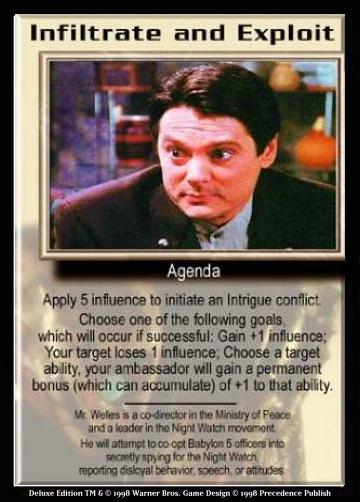 Infiltrate and Exploit
Agenda
Apply 5 influence to initiate an Intrigue conflict.
Choose one of the following goals,
which will occur if successful: Gain +1 influence;
Your target loses 1 influence; Choose a target
ability, your ambassador will gain a permanent
bonus (which can accumulate) of +1 to that ability.
Mr. Welles is a co-director in the Ministry of Peace
and a leader in the Night Watch movement.
He will attempt to co-opt Babylon 5 officers into
secretly spying for the Night Watch,
reporting disloyal behavior, speech, or attitudes.
Deluxe Edition TM & © 1998 Warner Bros. Game Design © 1998 Precedence Publish